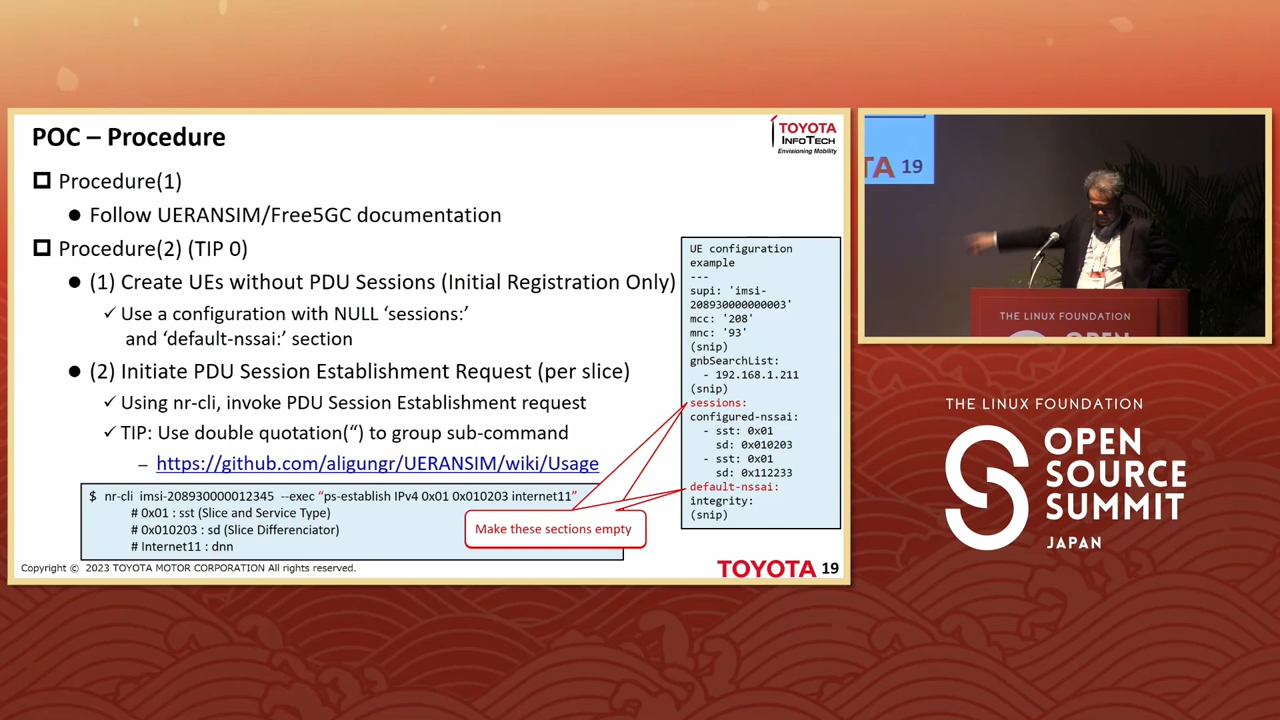 POC – Procedure
TOYOTA
INFOTECH
Envisioning Mobility
Procedure(1)
● Follow UERANSIM/Free5GC documentation
Procedure(2) (TIP 0)
● (1) Create UEs without PDU Sessions (Initial Registration Only)
✓ Use a configuration with NULL ‘sessions:’
and ‘default-nssai:’ section
● (2) Initiate PDU Session Establishment Request (per slice)
✓ Using nr-cli, invoke PDU Session Establishment request
✓ TIP: Use double quotation(“) to group sub-command
– https://github.com/aligungr/UERANSIM/wiki/Usage
$ nr-cli imsi-208930000012345 --exec “ps-establish IPv4 0x01 0x010203 internet11”
# 0x01 : sst (Slice and Service Type)
# 0x010203 : sd (Slice Differenciator)
# Internet11 : dnn
Make these sections empty
UE configuration
example
---
supi: 'imsi-
208930000000003'
mcc: '208'
mnc: '93'
(snip)
gnbSearchList:
- 192.168.1.211
(snip)
sessions:
configured-nssai:
- sst: 0x01
sd: 0x010203
- sst: 0x01
sd: 0x112233
default-nssai:
integrity:
(snip)
Copyright © 2023 TOYOTA MOTOR CORPORATION All rights reserved.
TOYOTA 19
TA 19
THE LINUX FOUNDATION
OPEN
THE LINUX FOUNDATION
OPEN
SOURCE
SUMMIT
JAPAN